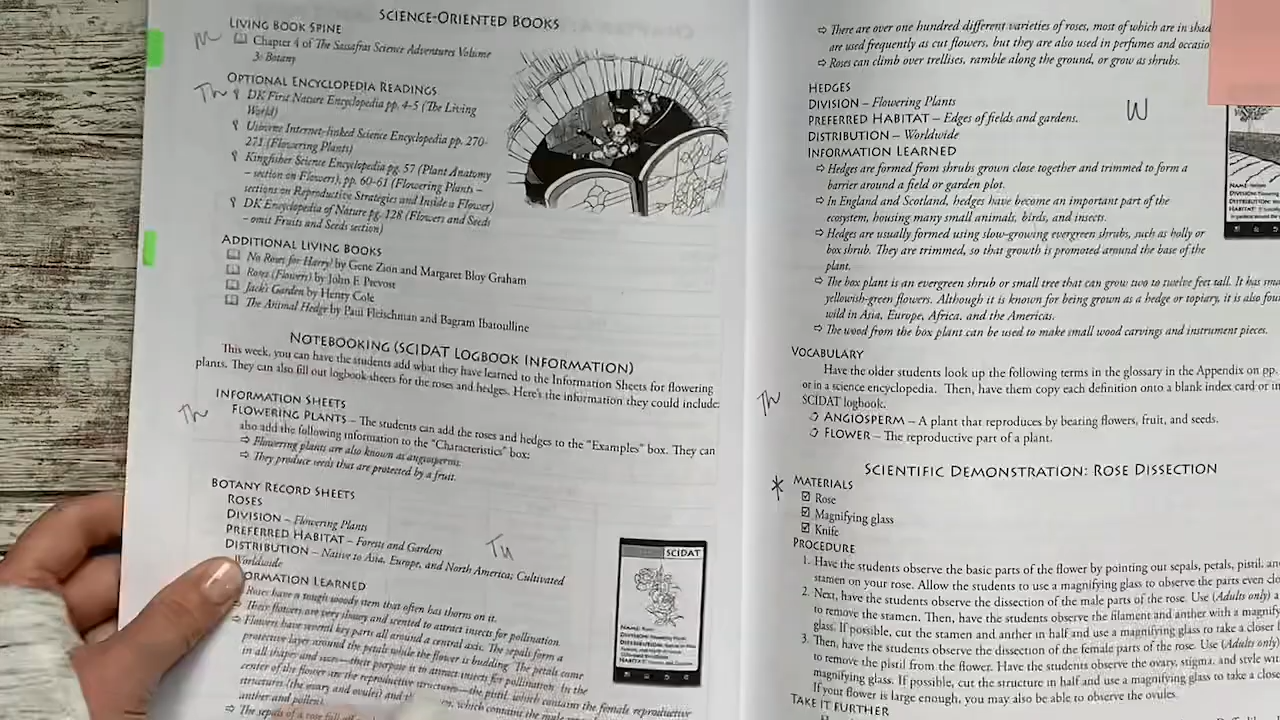 SCIENCE-ORIENTED BOOKS
LIVING BOOK SPINE
M
Chapter 4 of The Sassafras Science Adventures Volume
3: Botany
OPTIONAL ENCYCLOPEDIA READINGS
Th
DK First Nature Encyclopedia pp. 4-5 (The Living
World)
Usborne Internet-linked Science Encyclopedia pp. 270-
271 (Flowering Plants)
Kingfisher Science Encyclopedia pg. 57 (Plant Anatomy
– section on Flowers), pp. 60-61 (Flowering Plants –
sections on Reproductive Strategies and Inside a Flower)
DK Encyclopedia of Nature pg. 128 (Flowers and Seeds
– omit Fruits and Seeds section)
ADDITIONAL LIVING BOOKS
No Roses for Harry! by Gene Zion and Margaret Bloy Graham
Roses (Flowers) by John F. Prevost
Jack's Garden by Henry Cole
The Animal Hedge by Paul Fleischman and Bagram Ibatoulline
NOTEBOOKING (SCIDAT LOGBOOK INFORMATION)
This week, you can have the students add what they have learned to the Information Sheets for flowering
plants. They can also fill out logbook sheets for the roses and hedges. Here's the information they could include:
INFORMATION SHEETS
Th
FLOWERING PLANTS – The students can add the roses and hedges to the "Examples" box. They can
also add the following information to the "Characteristics" box:
⇨ Flowering plants are also known as angiosperms.
⇨ They produce seeds that are protected by a fruit.
BOTANY RECORD SHEETS
ROSES
DIVISION – Flowering Plants
PREFERRED HABITAT – Forests and Gardens
Tu
DISTRIBUTION – Native to Asia, Europe, and North America; Cultivated
Worldwide
ORMATION LEARNED
Roses have a tough woody stem that often has thorns on it.
Their flowers are very showy and scented to attract insects for pollination.
Flowers have several key parts set around a central axis. The sepals form a
protective layer around the outside while the flower is budding. The petals come
in all shapes and sizes—their job is to attract insects for pollination. In the
center of the flower are the reproductive structures—the pistil, which contains the female reproductive
structures (the ovary and ovules) and th which contains the male
anther and pollen).
⇨ The sepals of a rose fall off
SCIDAT
⇨ There are over one hundred different varieties of roses, most of which are in shad
are used frequently as cut flowers, but they are also used in perfumes and occasio
⇨ Roses can climb over trellises, ramble along the ground, or grow as shrubs.
HEDGES
DIVISION – Flowering Plants
PREFERRED HABITAT – Edges of fields and gardens.
W
DISTRIBUTION – Worldwide
INFORMATION LEARNED
⇨ Hedges are formed from shrubs grown close together and trimmed to form a
barrier around a field or garden plot.
⇨ In England and Scotland, hedges have become an important part of the
ecosystem, housing many small animals, birds, and insects.
⇨ Hedges are usually formed using slow-growing evergreen shrubs, such as holly or
box shrub. They are trimmed, so that growth is promoted around the base of the
plant.
⇨ The box plant is an evergreen shrub or small tree that can grow two to twelve feet tall. It has sma
yellowish-green flowers. Although it is known for being grown as a hedge or topiary, it is also fou
wild in Asia, Europe, Africa, and the Americas.
⇨ The wood from the box plant can be used to make small wood carvings and instrument pieces.
VOCABULARY
Have the older students look up the following terms in the glossary in the Appendix on pp.
or in a science encyclopedia. Then, have them copy each definition onto a blank index card or in
Th
SCIDAT logbook.
ANGIOSPERM – A plant that reproduces by bearing flowers, fruit, and seeds.
FLOWER – The reproductive part of a plant.
SCIENTIFIC DEMONSTRATION: ROSE DISSECTION
MATERIALS
☑ Rose
☑ Magnifying glass
☑ Knife
PROCEDURE
1. Have the students observe the basic parts of the flower by pointing out sepals, petals, pistil, an
stamen on your rose. Allow the students to use a magnifying glass to observe the parts even clo
2. Next, have the students observe the dissection of the male parts of the rose. Use (Adults only) a
to remove the stamen. Then, have the students observe the filament and anther with a magnify
glass. If possible, cut the stamen and anther in half and use a magnifying glass to take a closer l
3. Then, have the students observe the dissection of the female parts of the rose. Use (Adults only)
to remove the pistil from the flower. Have the students observe the ovary, stigma, and style wit
magnifying glass. If possible, cut the structure in half and use a magnifying glass to take a close
If your flower is large enough, you may also be able to observe the ovules.
TAKE IT FURTHER